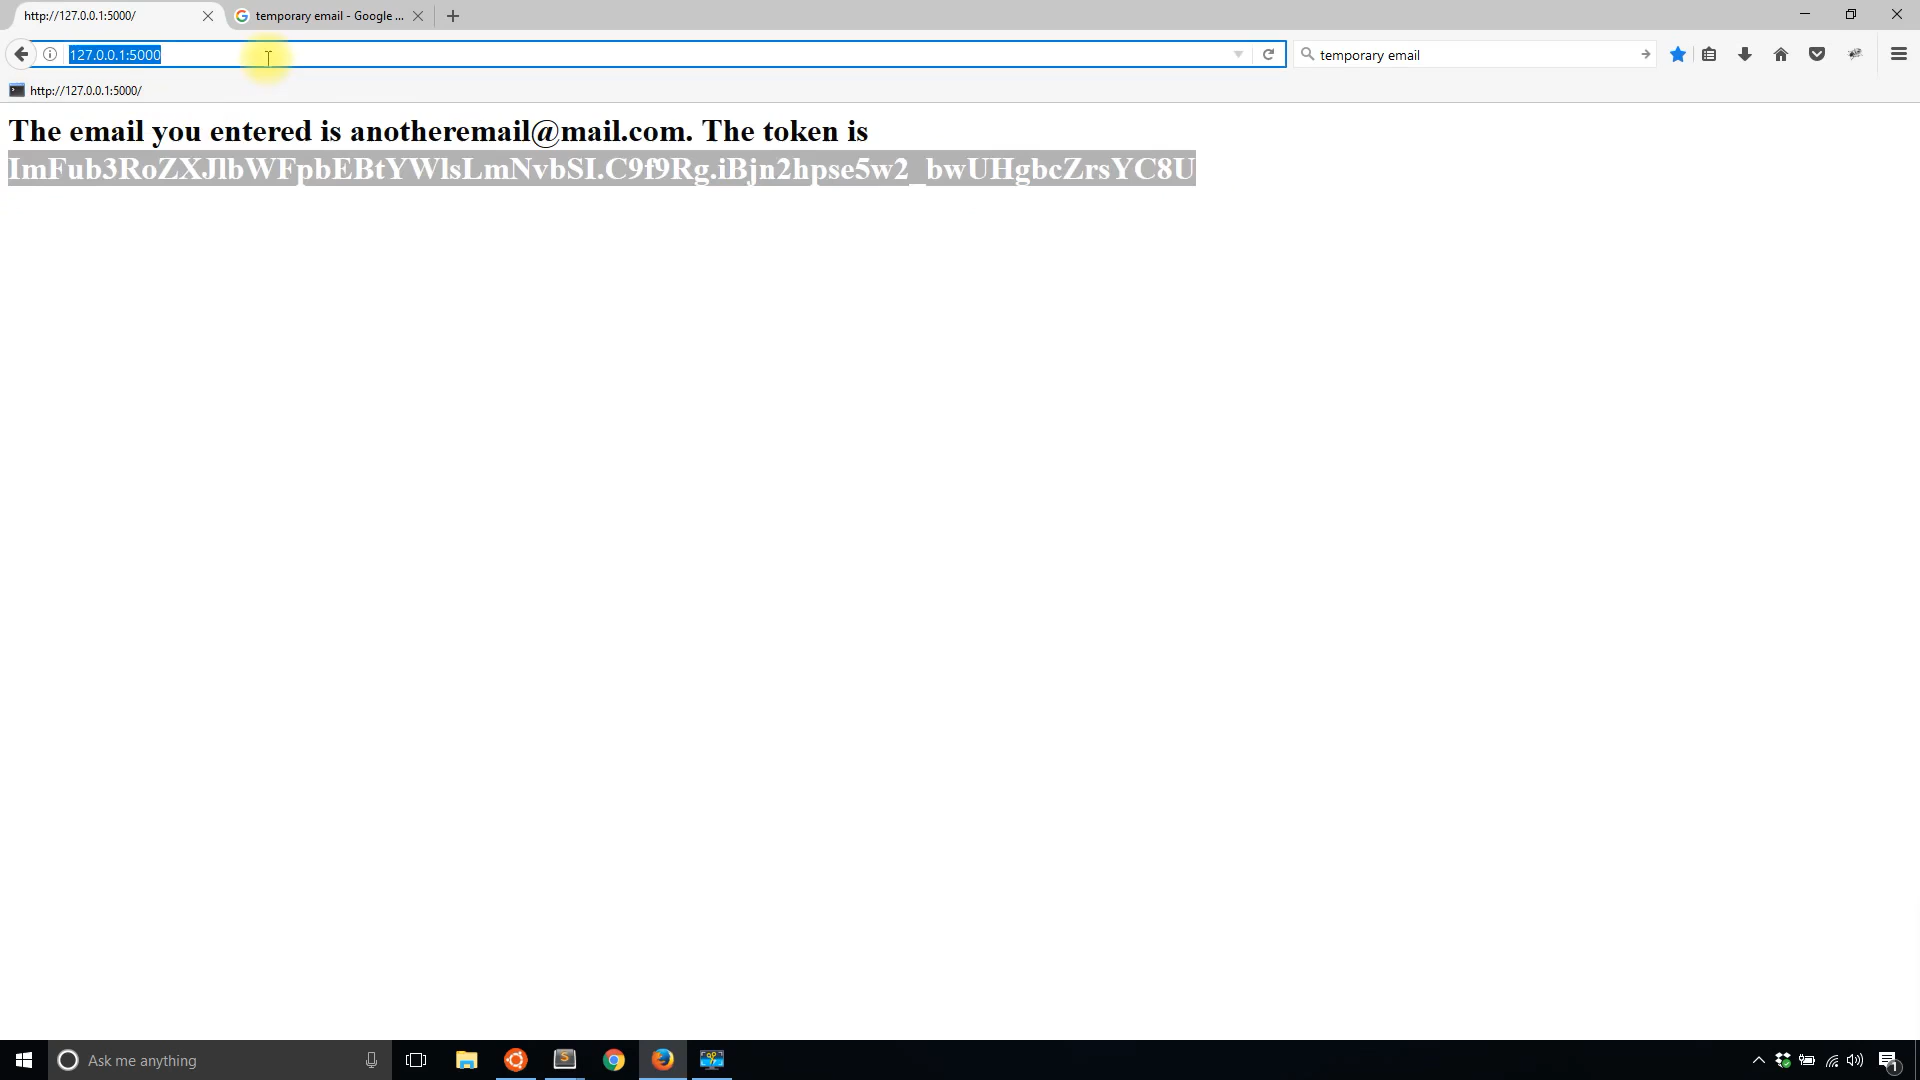 http://127.0.0.1:5000/
temporary email - Google ...
127.0.0.1:5000
temporary email
http://127.0.0.1:5000/
The email you entered is anotheremail@mail.com. The token is
ImFub3RoZXJlbWFpbEBtYWlsLmNvbSI.C9f9Rg.iBjn2hpse5w2_bwUHgbcZrsYC8U
Ask me anything
1